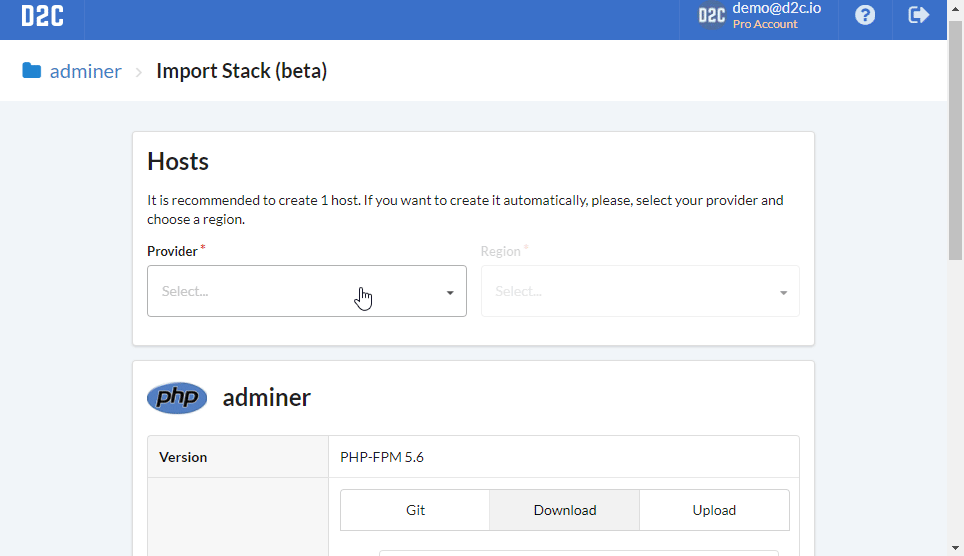 D2C
D2C
demo@d2c.io
Pro Account
?
adminer
Import Stack (beta)
Hosts
It is recommended to create 1 host. If you want to create it automatically, please, select your provider and
choose a region.
Provider *
Region *
Select...
Select...
php
adminer
Version
PHP-FPM 5.6
Git
Download
Upload